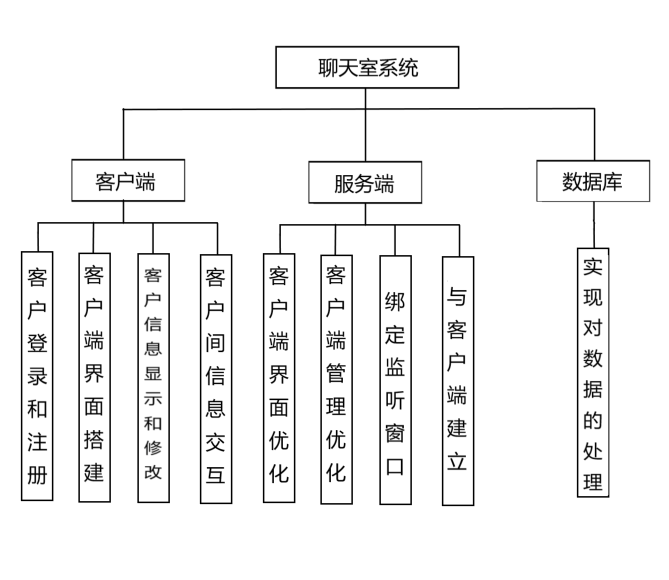 聊天室系统
客户端
服务端
数据库
客户登录和注册
客户端界面搭建
客户信息显示和修改
客户间信息交互
客户端界面优化
客户端管理优化
绑定监听窗口
与客户端建立
实现对数据的处理